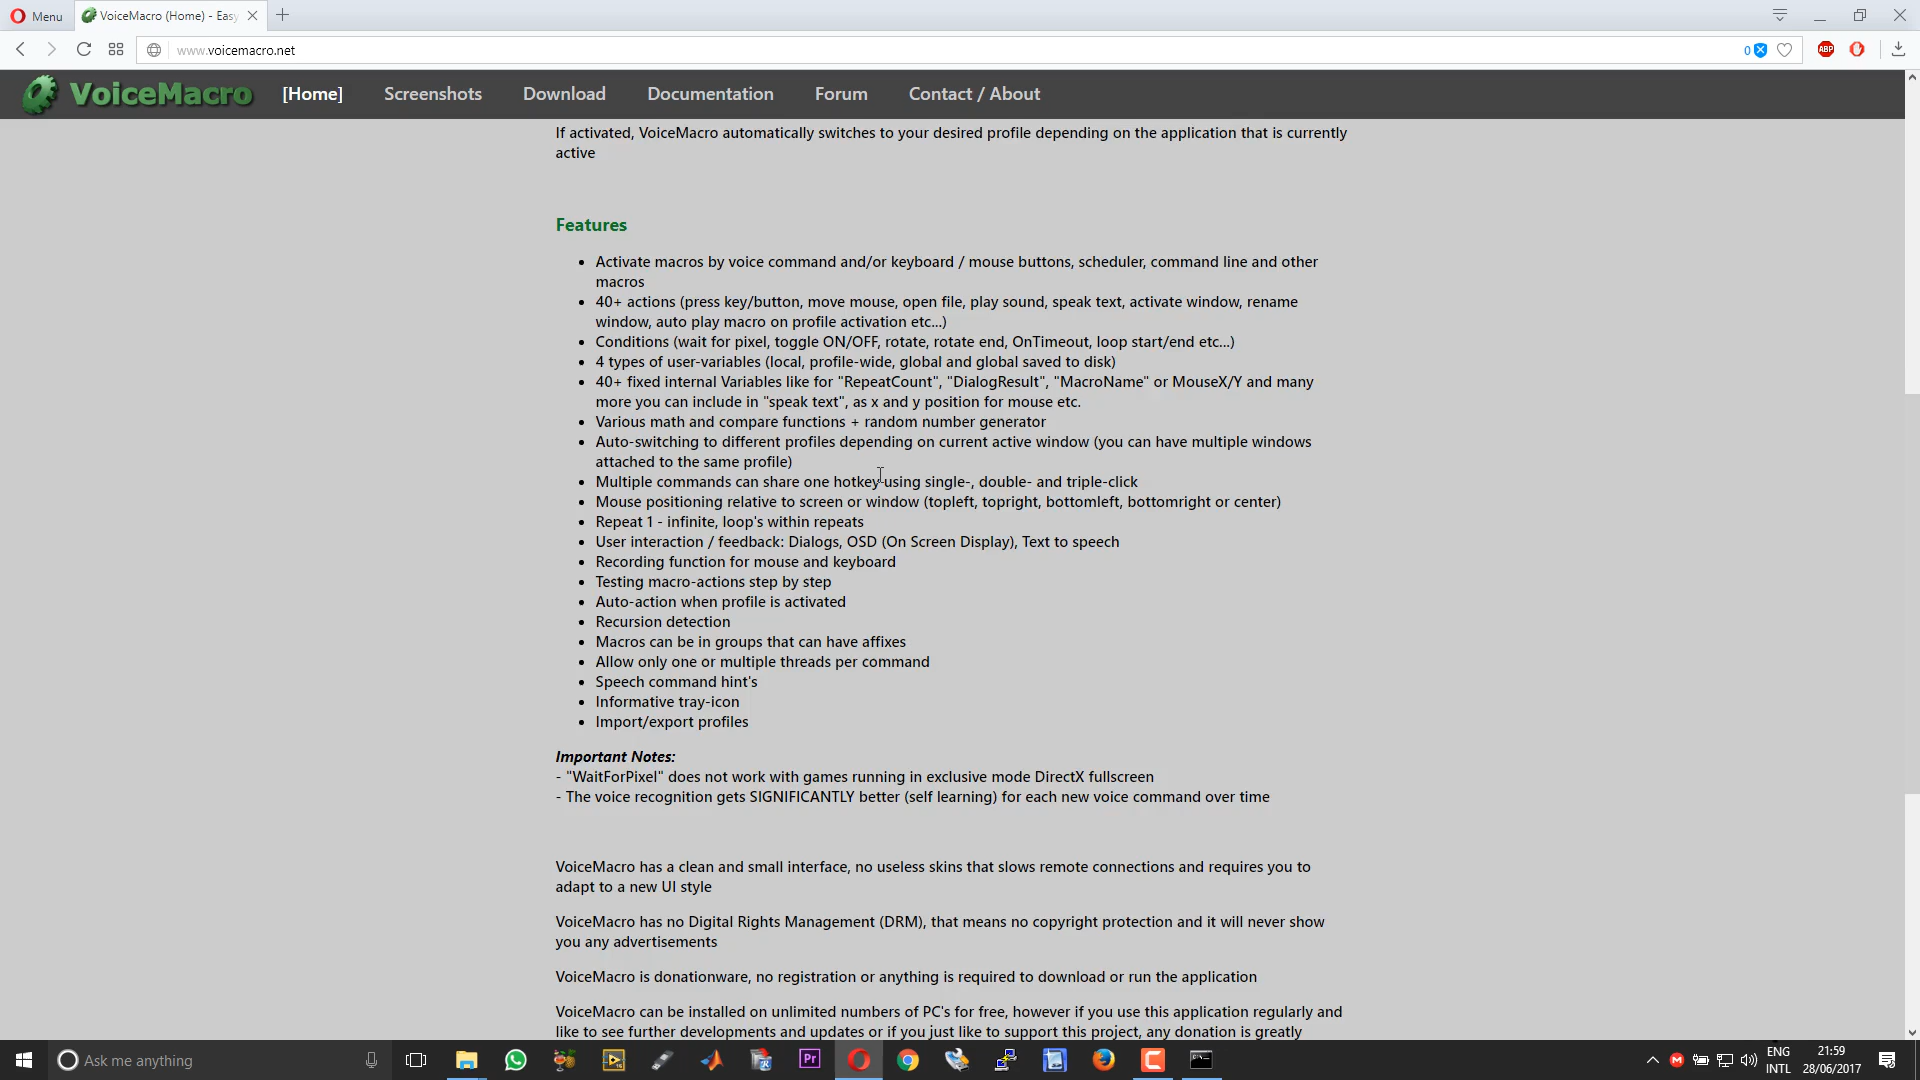 Menu
VoiceMacro (Home) - Easy
www.voicemacro.net
0
ABP
VoiceMacro
[Home]
Screenshots
Download
Documentation
Forum
Contact / About
If activated, VoiceMacro automatically switches to your desired profile depending on the application that is currently
active
Features
• Activate macros by voice command and/or keyboard / mouse buttons, scheduler, command line and other
macros
• 40+ actions (press key/button, move mouse, open file, play sound, speak text, activate window, rename
window, auto play macro on profile activation etc...)
• Conditions (wait for pixel, toggle ON/OFF, rotate, rotate end, OnTimeout, loop start/end etc...)
• 4 types of user-variables (local, profile-wide, global and global saved to disk)
• 40+ fixed internal Variables like for "RepeatCount", "DialogResult", "MacroName" or MouseX/Y and many
more you can include in "speak text", as x and y position for mouse etc.
• Various math and compare functions + random number generator
• Auto-switching to different profiles depending on current active window (you can have multiple windows
attached to the same profile)
• Multiple commands can share one hotkey using single-, double- and triple-click
• Mouse positioning relative to screen or window (topleft, topright, bottomleft, bottomright or center)
• Repeat 1 - infinite, loop's within repeats
• User interaction / feedback: Dialogs, OSD (On Screen Display), Text to speech
• Recording function for mouse and keyboard
• Testing macro-actions step by step
• Auto-action when profile is activated
• Recursion detection
• Macros can be in groups that can have affixes
• Allow only one or multiple threads per command
• Speech command hint's
• Informative tray-icon
• Import/export profiles
Important Notes:
- "WaitForPixel" does not work with games running in exclusive mode DirectX fullscreen
- The voice recognition gets SIGNIFICANTLY better (self learning) for each new voice command over time
VoiceMacro has a clean and small interface, no useless skins that slows remote connections and requires you to
adapt to a new UI style
VoiceMacro has no Digital Rights Management (DRM), that means no copyright protection and it will never show
you any advertisements
VoiceMacro is donationware, no registration or anything is required to download or run the application
VoiceMacro can be installed on unlimited numbers of PC's for free, however if you use this application regularly and
like to see further developments and updates or if you just like to support this project, any donation is greatly
Ask me anything
Pr
ENG
INTL
21:59
28/06/2017